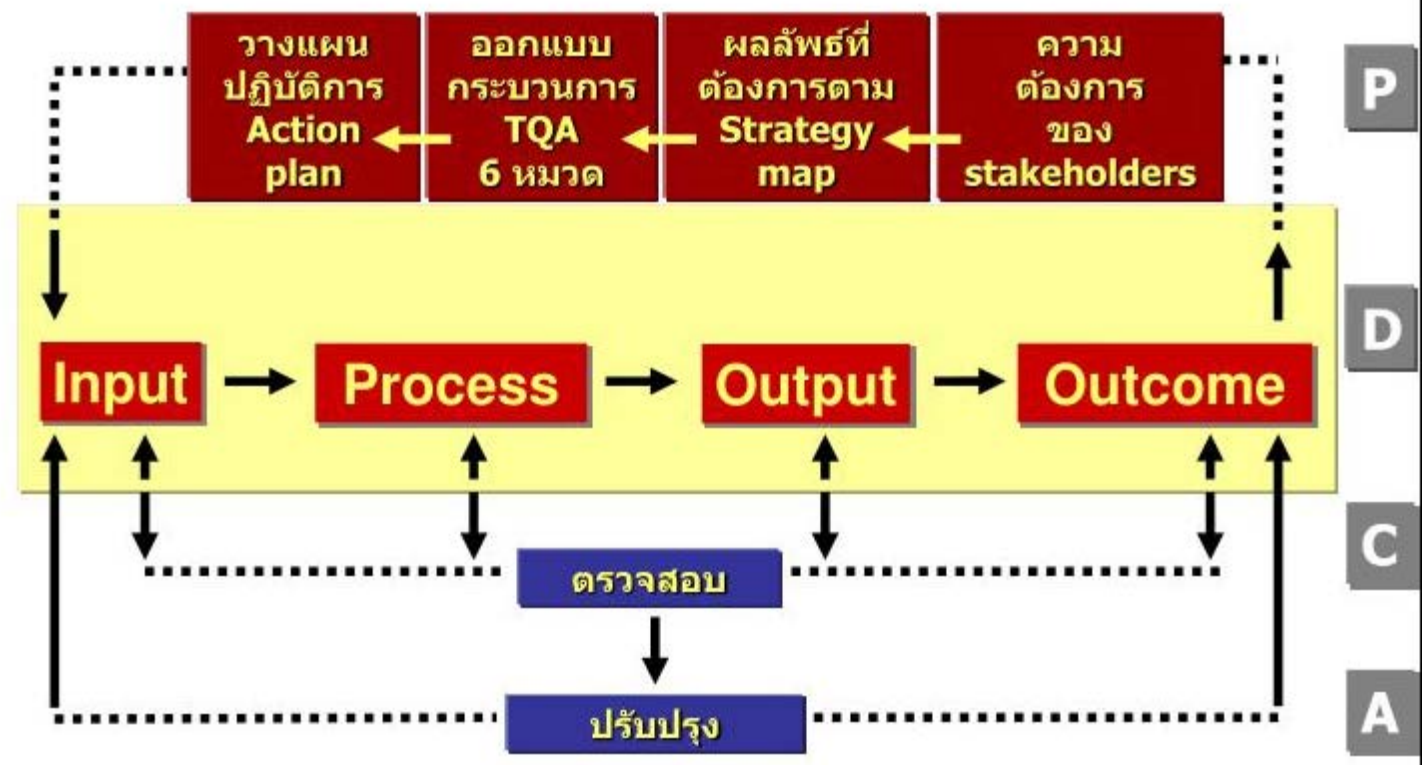 วางแผน
ปฏิบัติการ
Action
plan
ออกแบบ
กระบวนการ
TQA
6 หมวด
ผลลัพธ์ที่
ต้องการตาม
Strategy
map
ความ
ต้องการ
ของ
stakeholders
P
Input
Process
Output
Outcome
D
ตรวจสอบ
C
ปรับปรุง
A